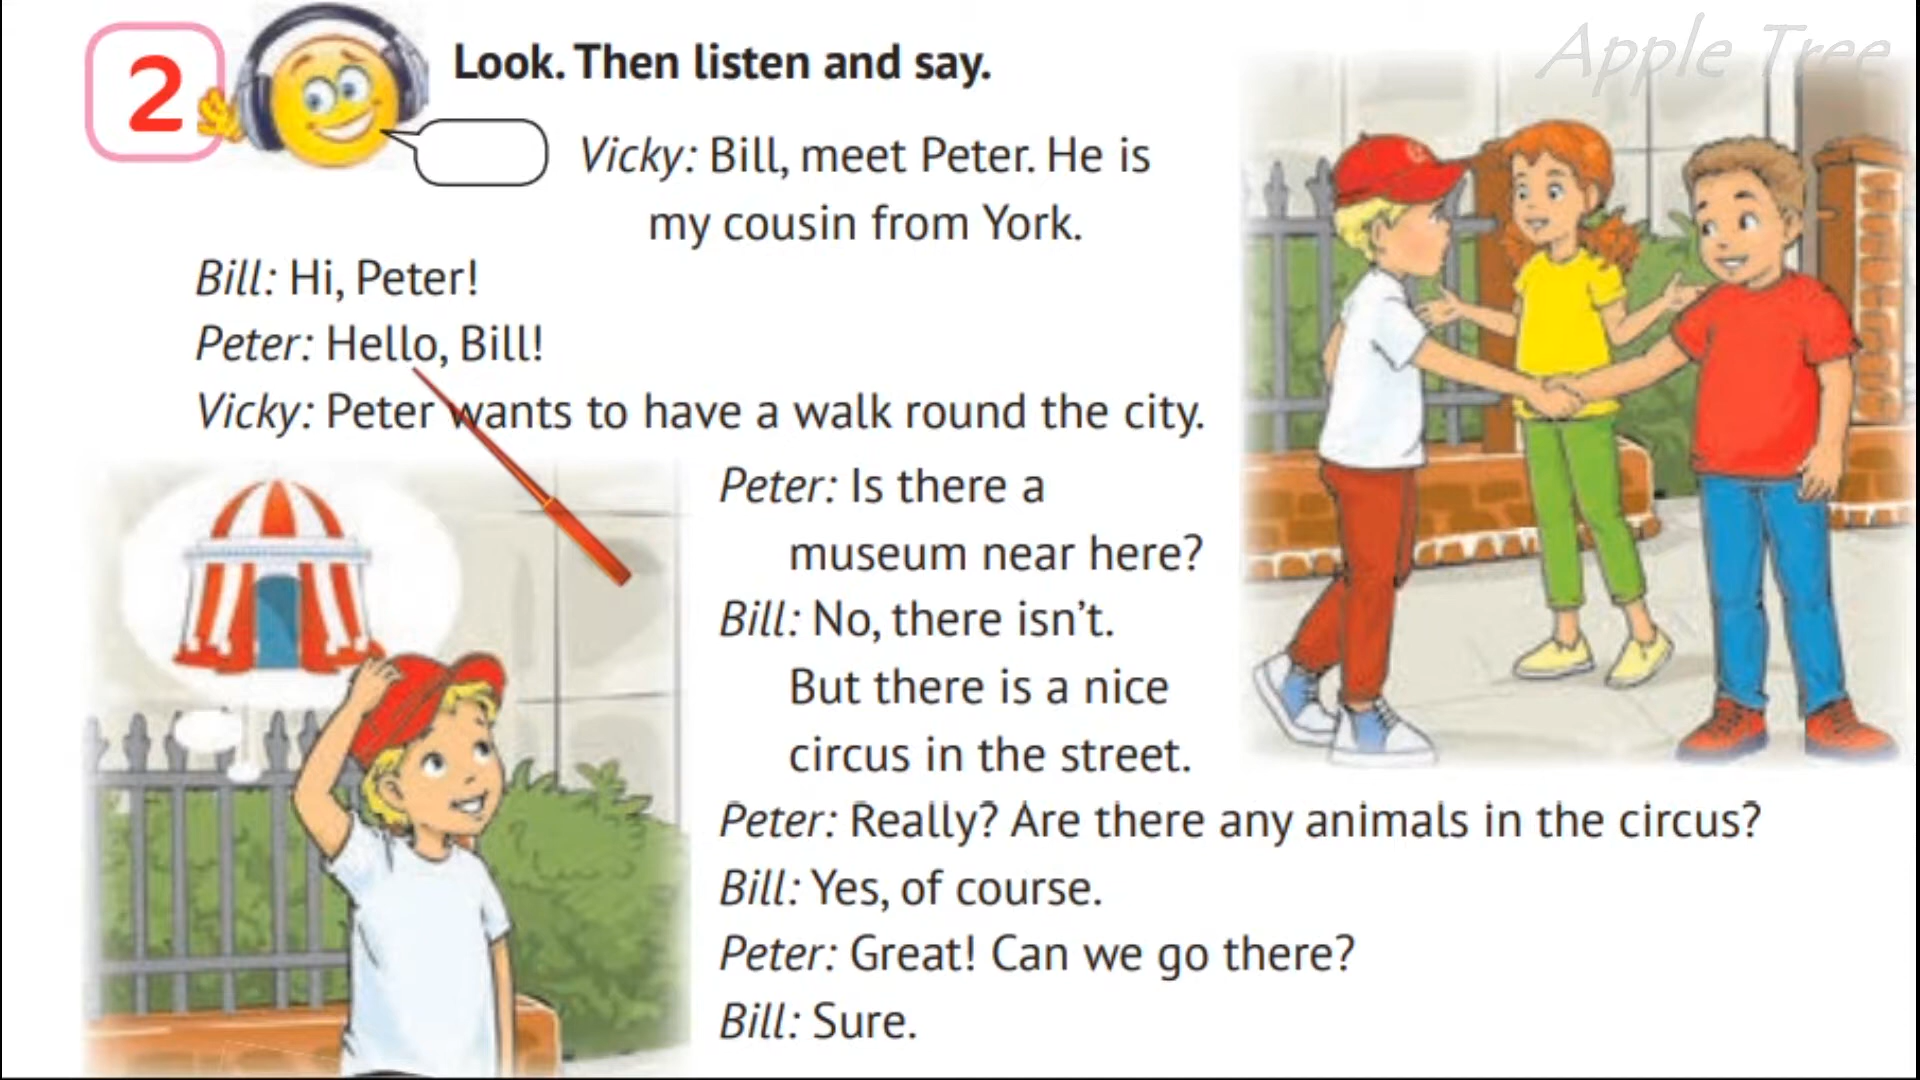 Apple Tree
2
Look. Then listen and say.
Vicky: Bill, meet Peter. He is
my cousin from York.
Bill: Hi, Peter!
Peter: Hello, Bill!
Vicky: Peter wants to have a walk round the city.
Peter: Is there a
museum near here?
Bill: No, there isn't.
But there is a nice
circus in the street.
Peter: Really? Are there any animals in the circus?
Bill: Yes, of course.
Peter: Great! Can we go there?
Bill: Sure.